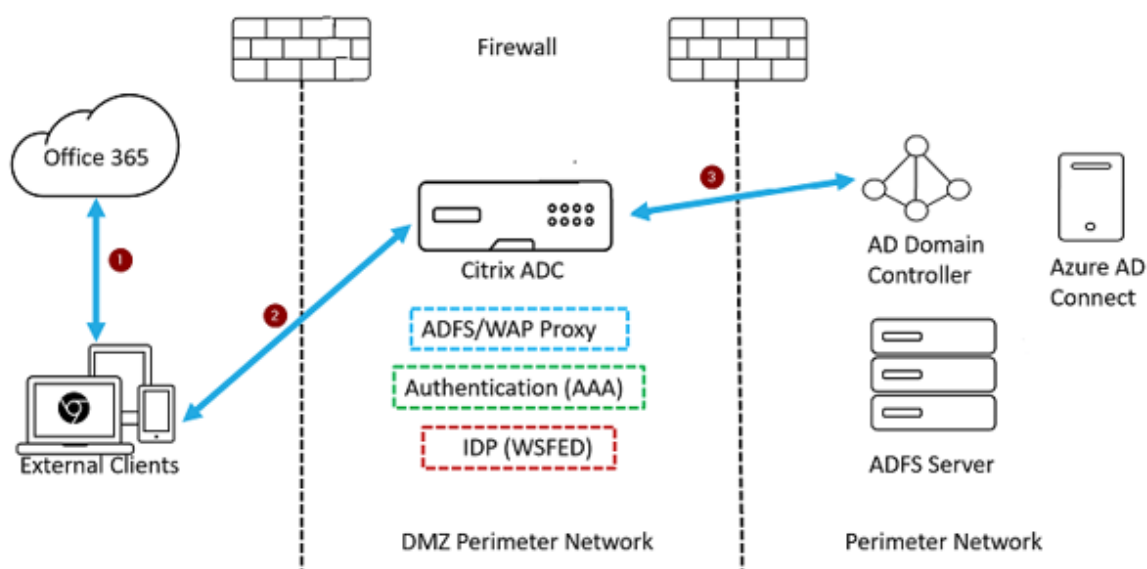 Firewall
Office 365
1
2
3
External Clients
Citrix ADC
ADFS/WAP Proxy
Authentication (AAA)
IDP (WSFED)
DMZ Perimeter Network
AD Domain
Controller
Azure AD
Connect
ADFS Server
Perimeter Network